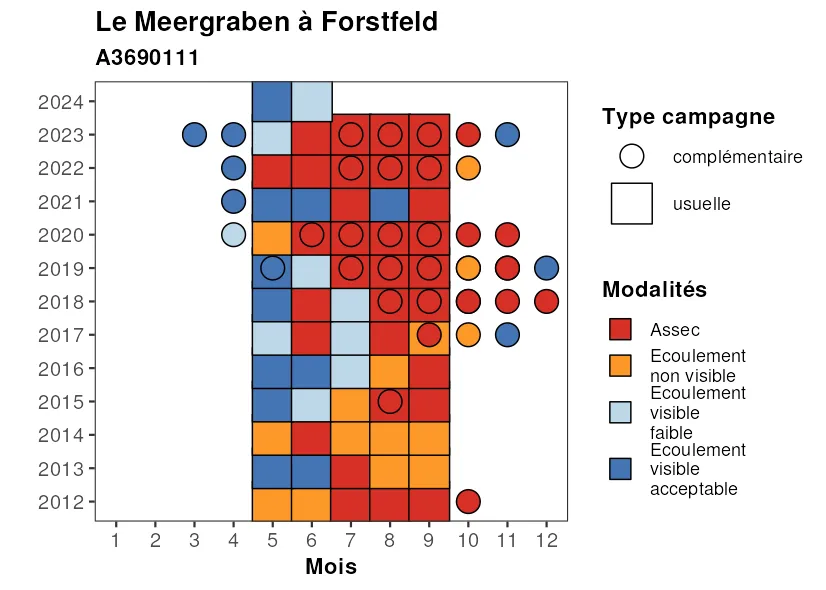 Le Meergraben à Forstfeld
A3690111
2024
2023
2022
2021
2020
2019
2018
2017
2016
2015
2014
2013
2012
1 2 3 4 5 6 7 8 9 10 11 12
Mois
Type campagne
complémentaire
usuelle
Modalités
Assec
Ecoulement
non visible
Ecoulement
visible
faible
Ecoulement
visible
acceptable